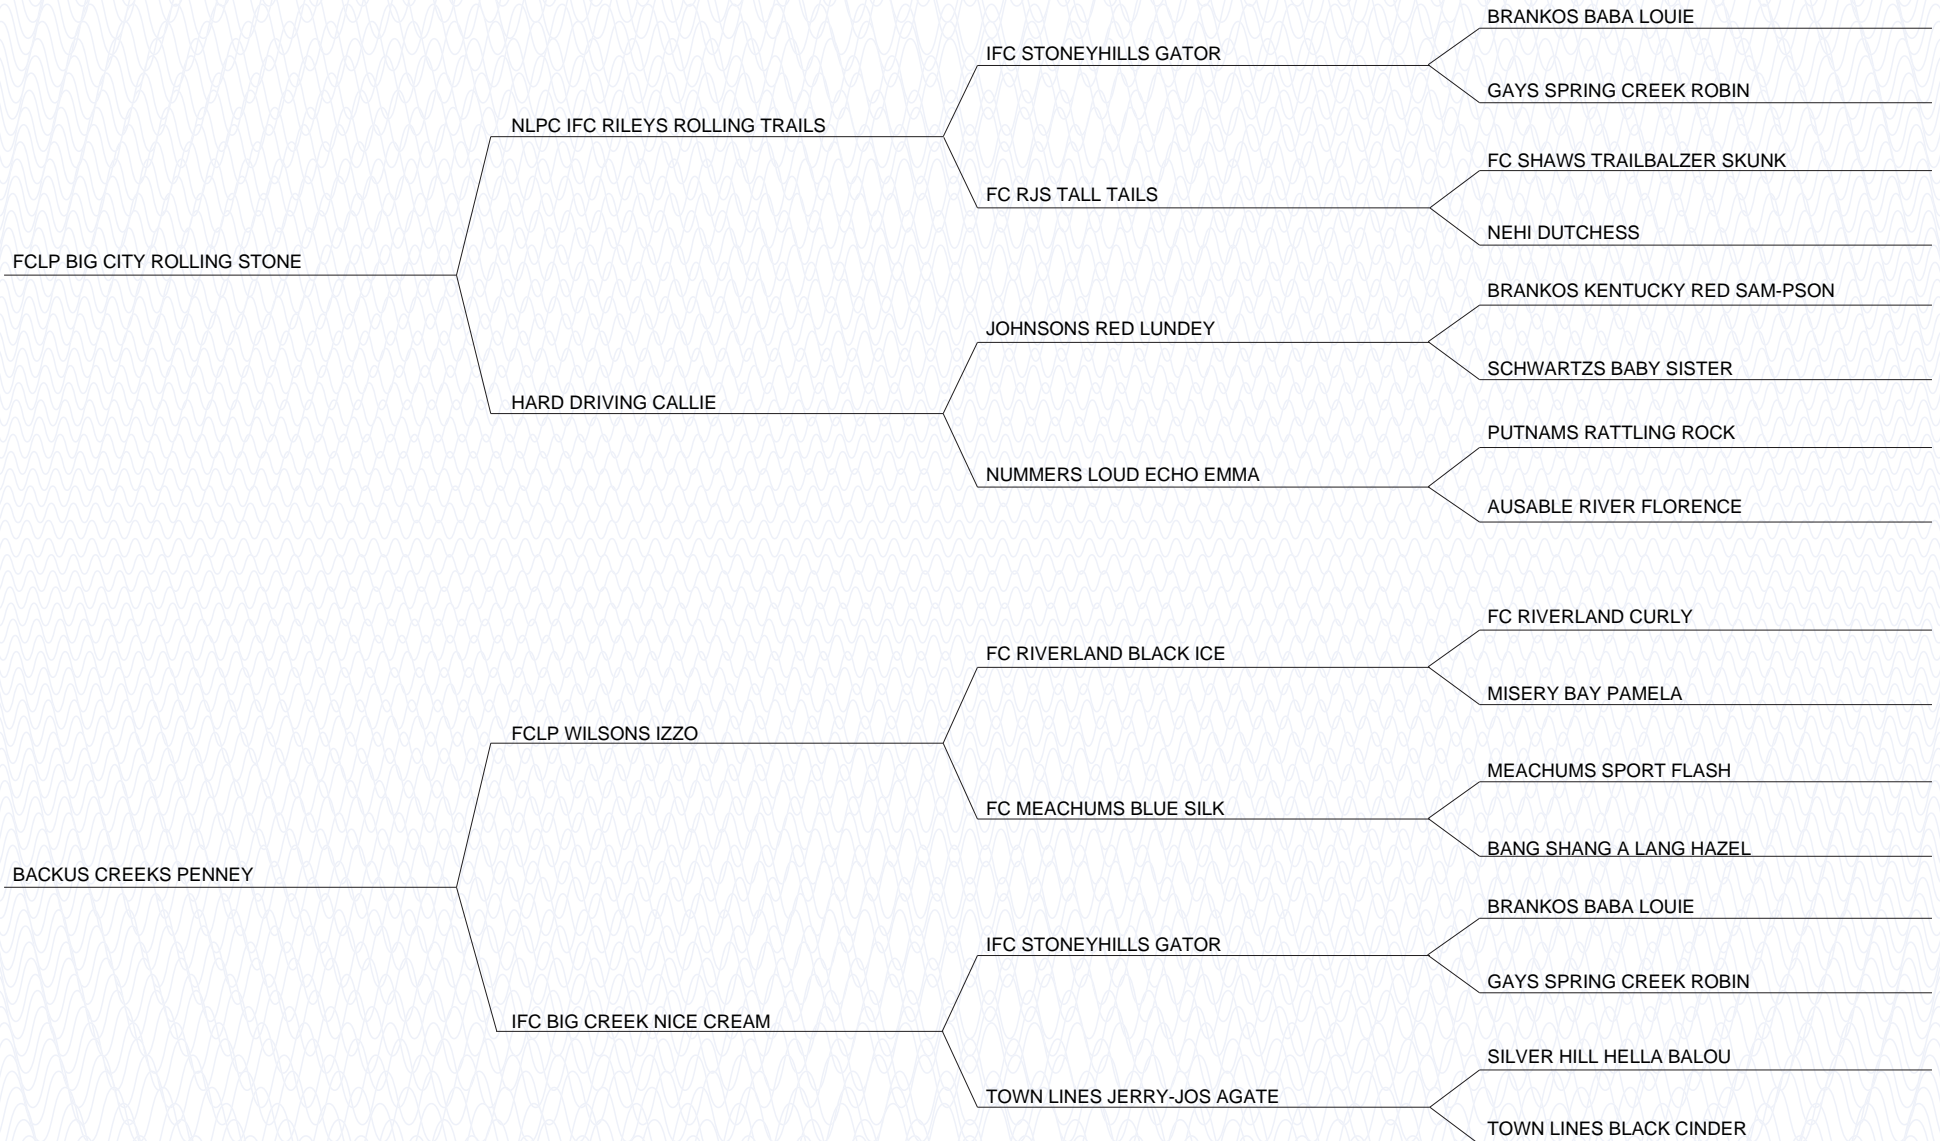 BRANKOS BABA LOUIE
IFC STONEYHILLS GATOR
GAYS SPRING CREEK ROBIN
NLPC IFC RILEYS ROLLING TRAILS
FC SHAWS TRAILBALZER SKUNK
FC RJS TALL TAILS
NEHI DUTCHESS
FCLP BIG CITY ROLLING STONE
BRANKOS KENTUCKY RED SAM-PSON
JOHNSONS RED LUNDEY
SCHWARTZS BABY SISTER
HARD DRIVING CALLIE
PUTNAMS RATTLING ROCK
NUMMERS LOUD ECHO EMMA
AUSABLE RIVER FLORENCE
FC RIVERLAND CURLY
FC RIVERLAND BLACK ICE
MISERY BAY PAMELA
FCLP WILSONS IZZO
MEACHUMS SPORT FLASH
FC MEACHUMS BLUE SILK
BANG SHANG A LANG HAZEL
BACKUS CREEKS PENNEY
BRANKOS BABA LOUIE
IFC STONEYHILLS GATOR
GAYS SPRING CREEK ROBIN
IFC BIG CREEK NICE CREAM
SILVER HILL HELLA BALOU
TOWN LINES JERRY-JOS AGATE
TOWN LINES BLACK CINDER